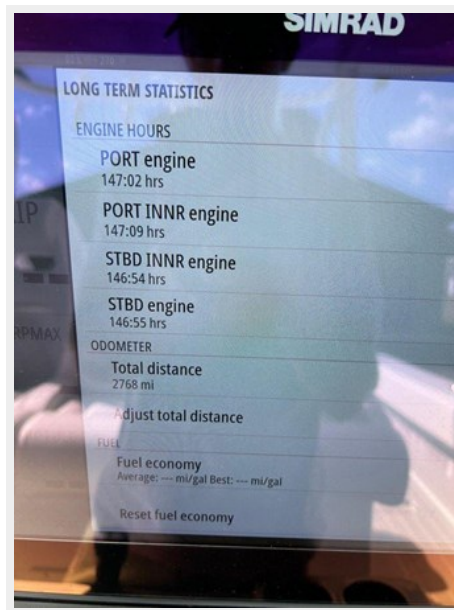 SIMRAD
LONG TERM STATISTICS
ENGINE HOURS
PORT engine
147:02 hrs
PORT INNR engine
147:09 hrs
STBD INNR engine
146:54 hrs
STBD engine
146:55 hrs
ODOMETER
Total distance
2768 mi
Adjust total distance
FUEL
Fuel economy
Average: --- mi/gal Best: --- mi/gal
Reset fuel economy
RPMAX